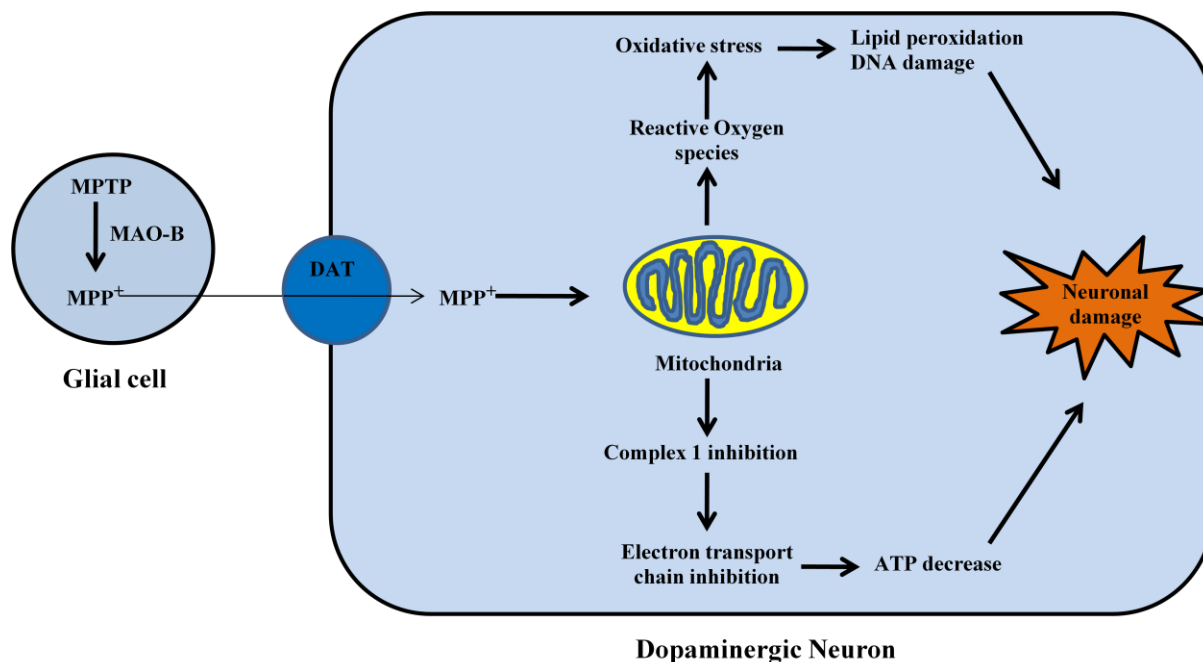 MPTP
MAO-B
MPP⁺
Glial cell
DAT
MPP⁺
Oxidative stress
Lipid peroxidation
DNA damage
Reactive Oxygen
species
Mitochondria
Complex 1 inhibition
Electron transport
chain inhibition
ATP decrease
Neuronal
damage
Dopaminergic Neuron